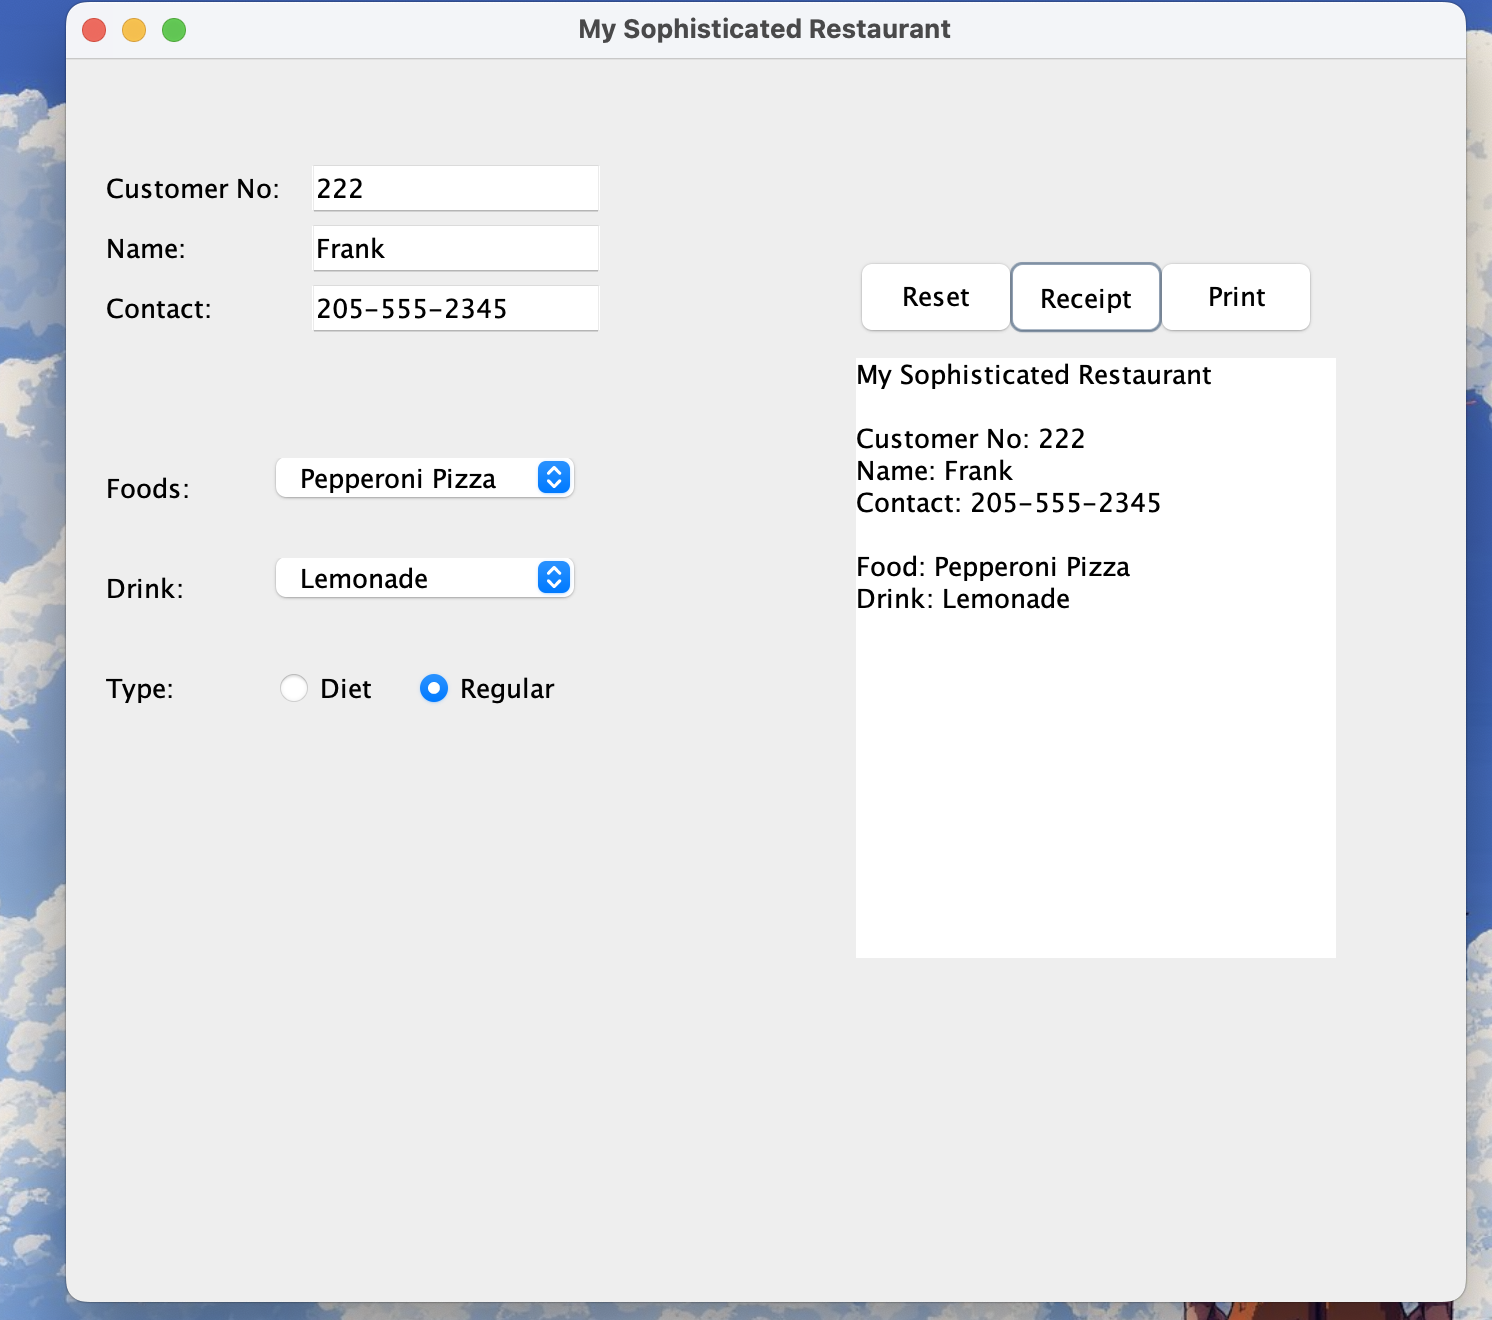 My Sophisticated Restaurant
Customer No: 222
Name: Frank
Contact: 205-555-2345
Foods: Pepperoni Pizza
Drink: Lemonade
Type: Diet Regular
Reset Receipt Print
My Sophisticated Restaurant
Customer No: 222
Name: Frank
Contact: 205-555-2345
Food: Pepperoni Pizza
Drink: Lemonade